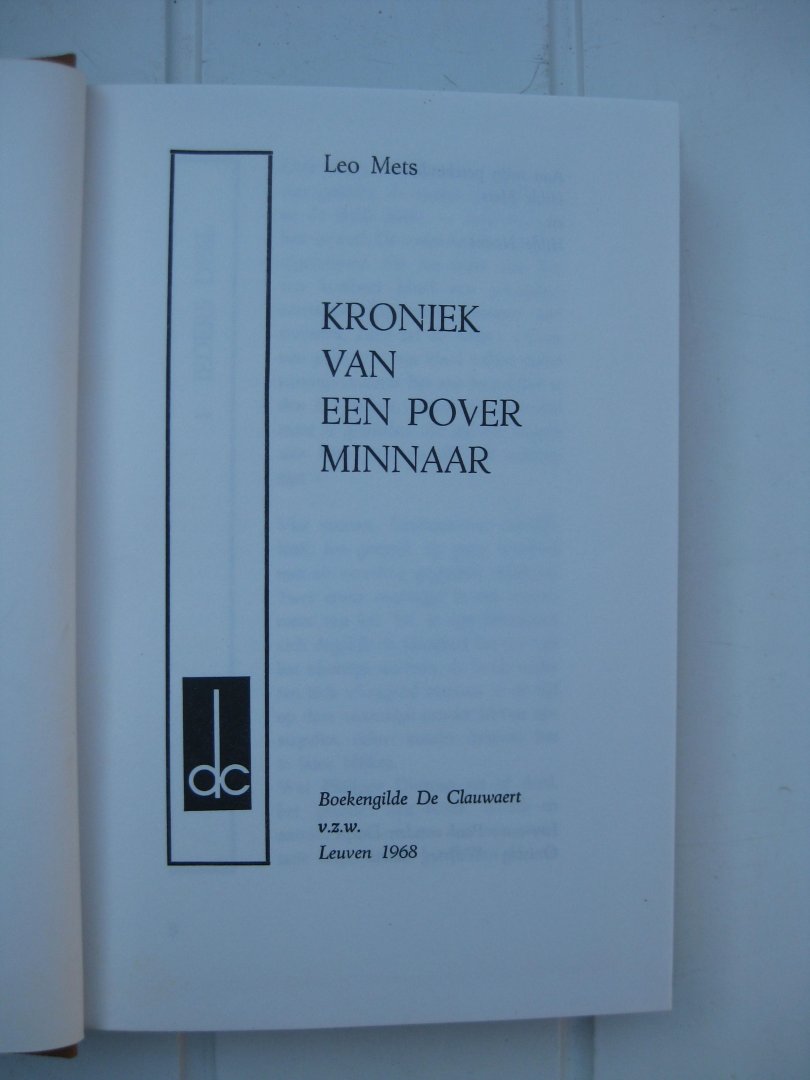 Leo Mets
KRONIEK
VAN
EEN POVER
MINNAAR
dc
Boekengilde De Clauwaert
v.z.w.
Leuven 1968